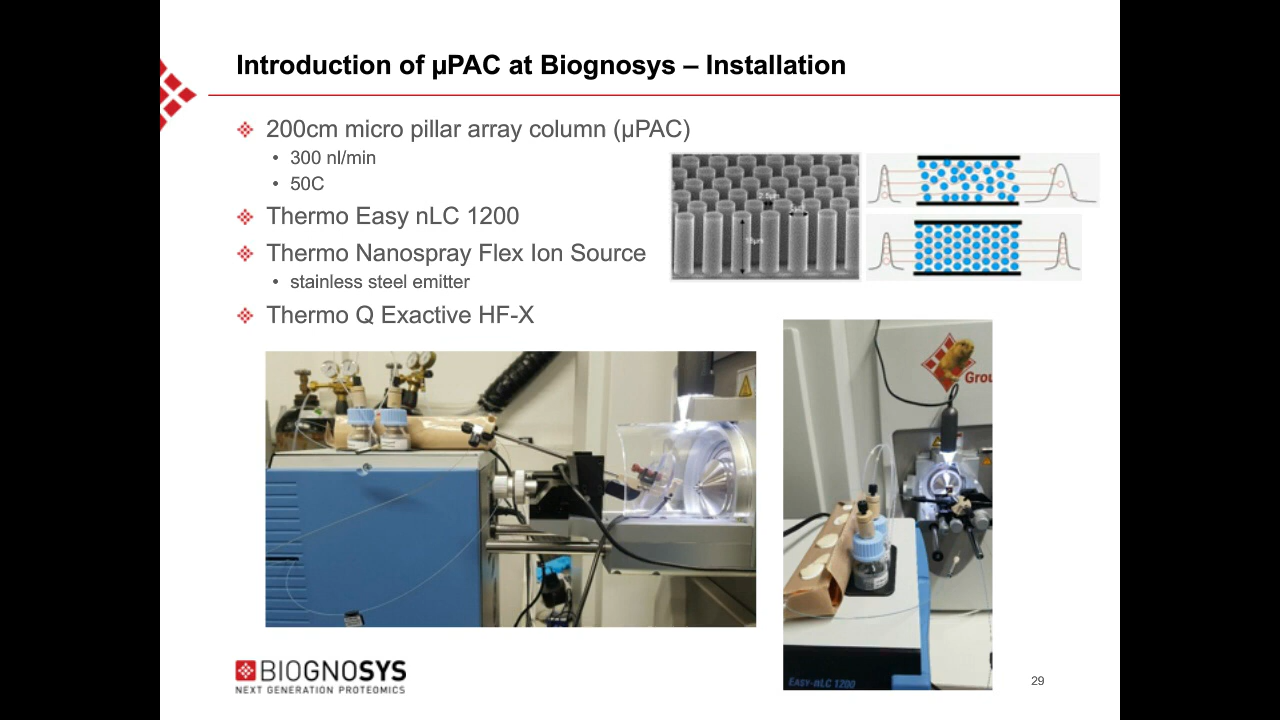 Introduction of µPAC at Biognosys – Installation
200cm micro pillar array column (µPAC)
300 nl/min
50C
Thermo Easy nLC 1200
Thermo Nanospray Flex Ion Source
stainless steel emitter
Thermo Q Exactive HF-X
Grou
EASY-nLC 1200
BIOGNOSYS
NEXT GENERATION PROTEOMICS
29